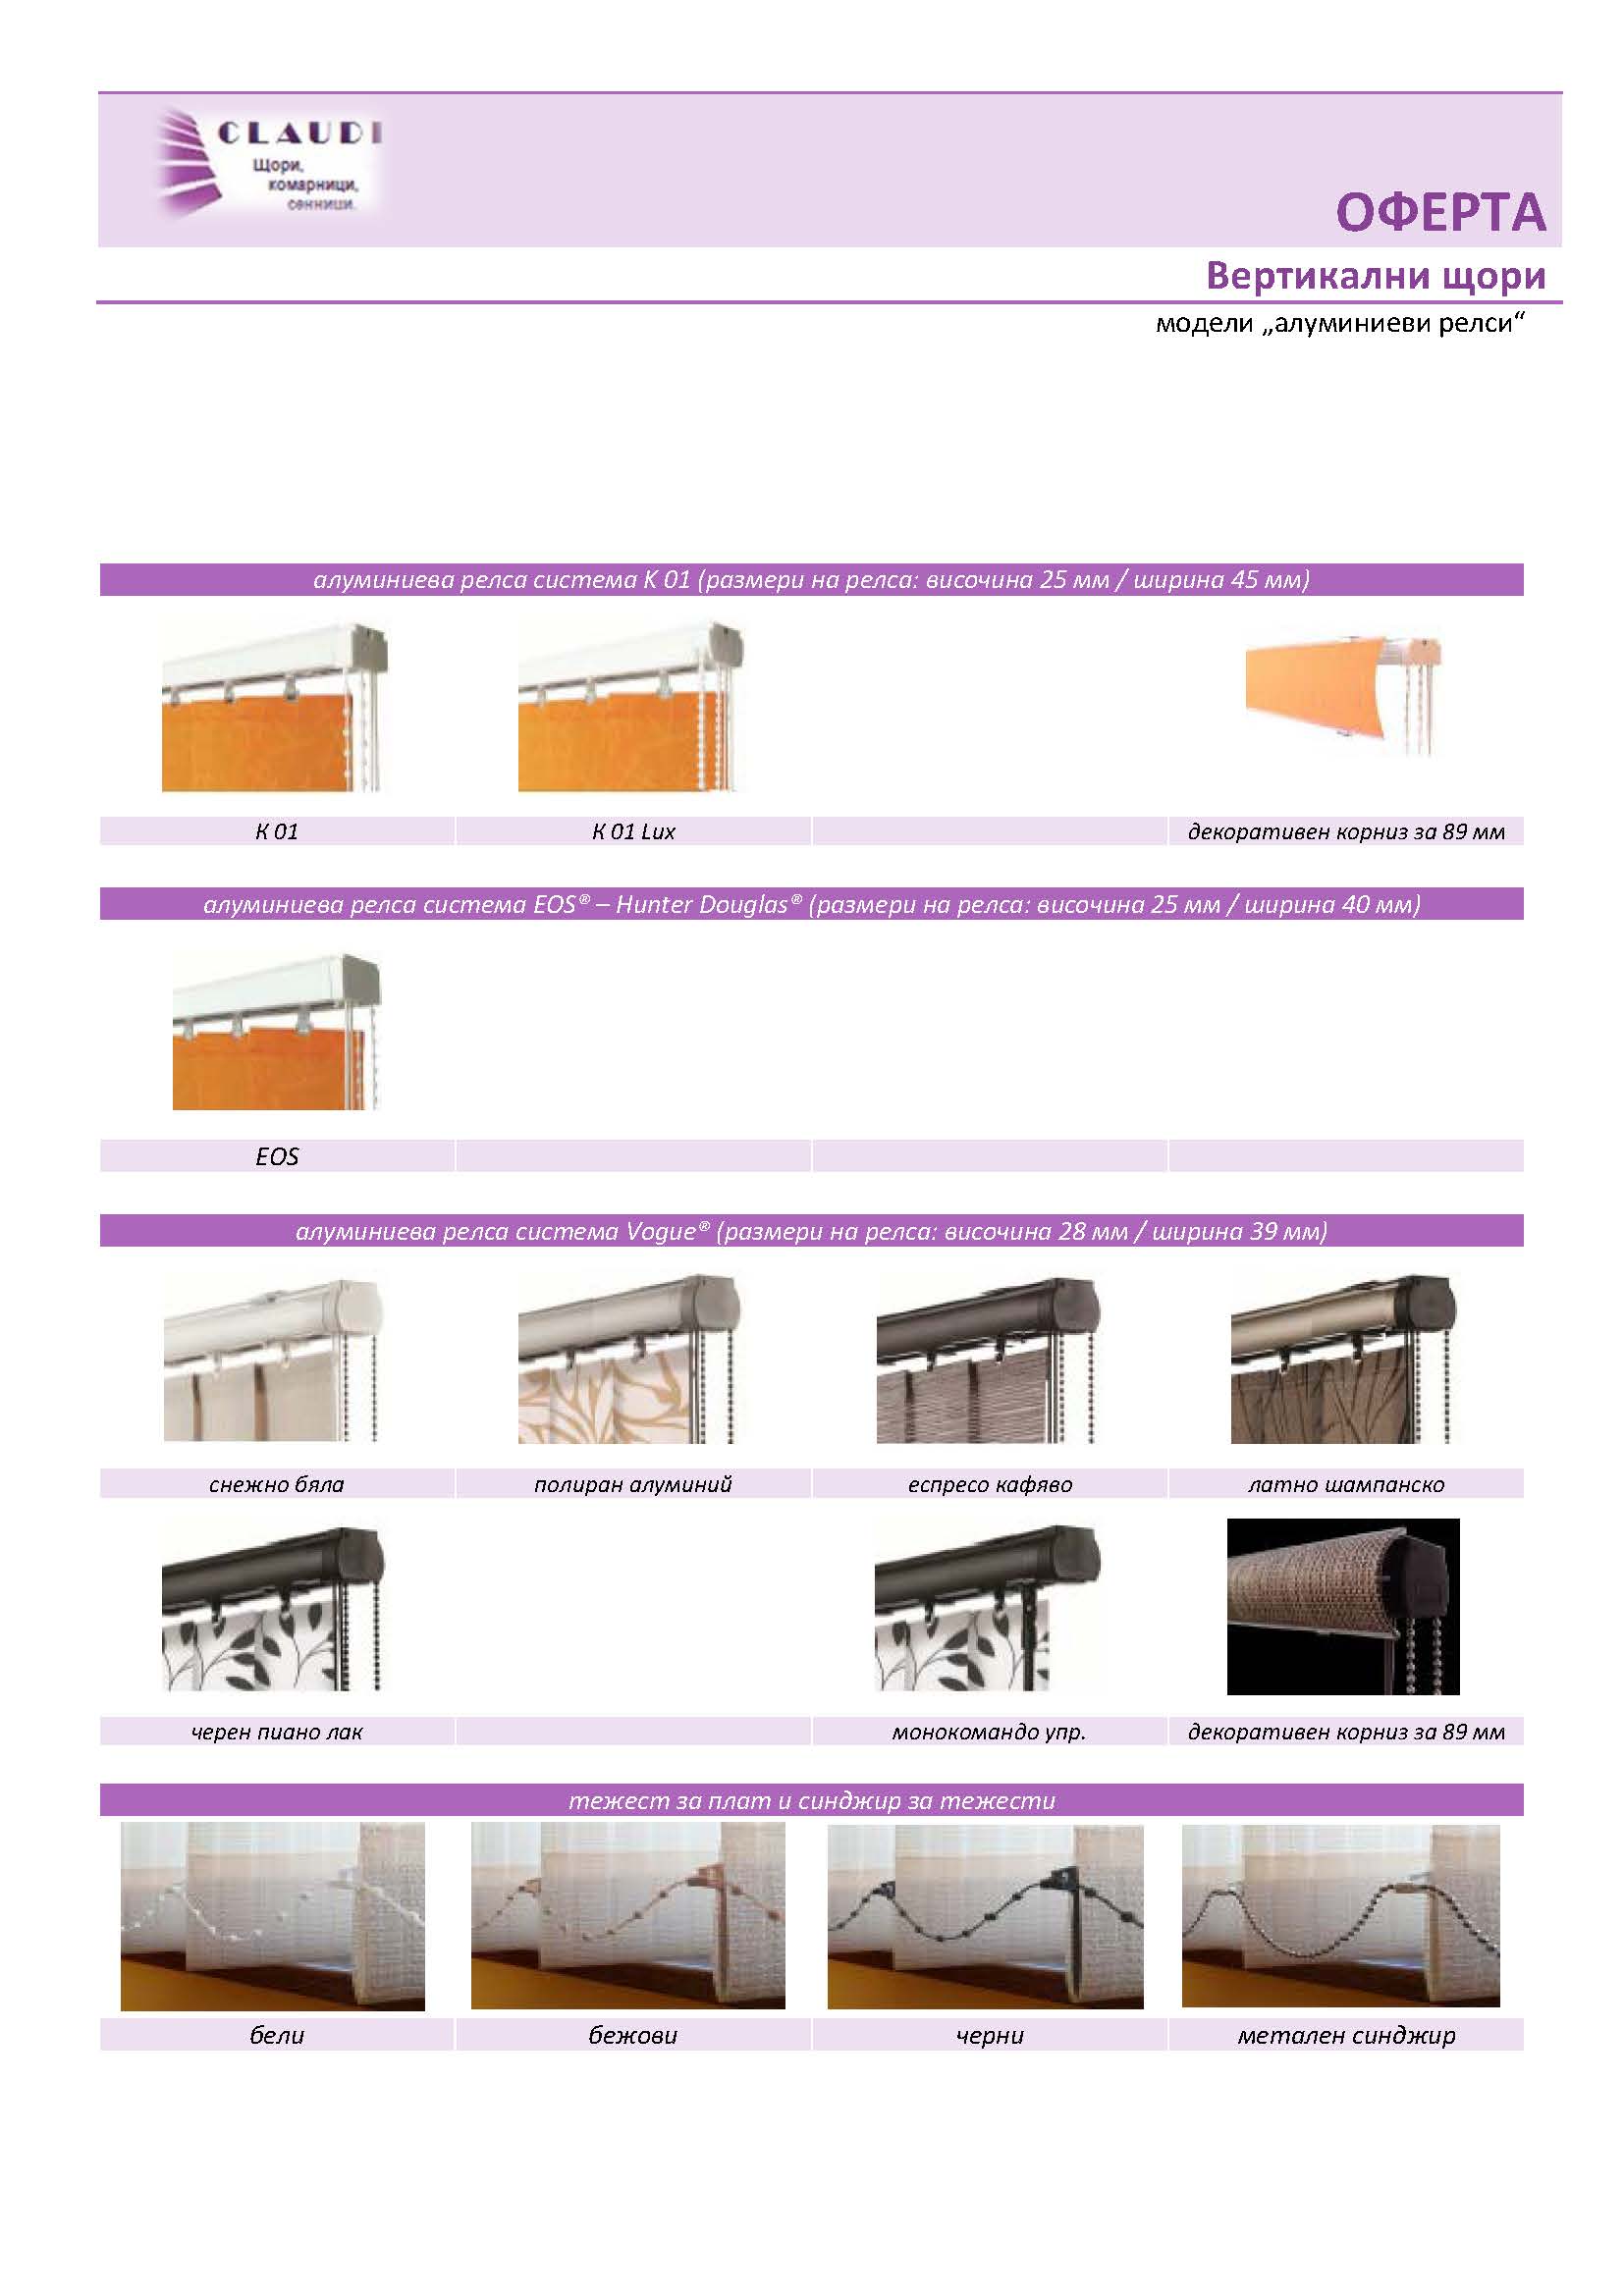 CLAUDI
Щори,
комарници,
сенници.
ОФЕРТА
Вертикални щори
модели „алуминиеви релси“
алуминиева релса система К 01 (размери на релса: височина 25 мм / ширина 45 мм)
К 01
К 01 Lux
декоративен корниз за 89 мм
алуминиева релса система EOS® – Hunter Douglas® (размери на релса: височина 25 мм / ширина 40 мм)
EOS
алуминиева релса система Vogue® (размери на релса: височина 28 мм / ширина 39 мм)
снежно бяла
полиран алуминий
еспресо кафяво
латно шампанско
черен пиано лак
монокомандо упр.
декоративен корниз за 89 мм
тежест за плат и синджир за тежести
бели
бежови
черни
метален синджир